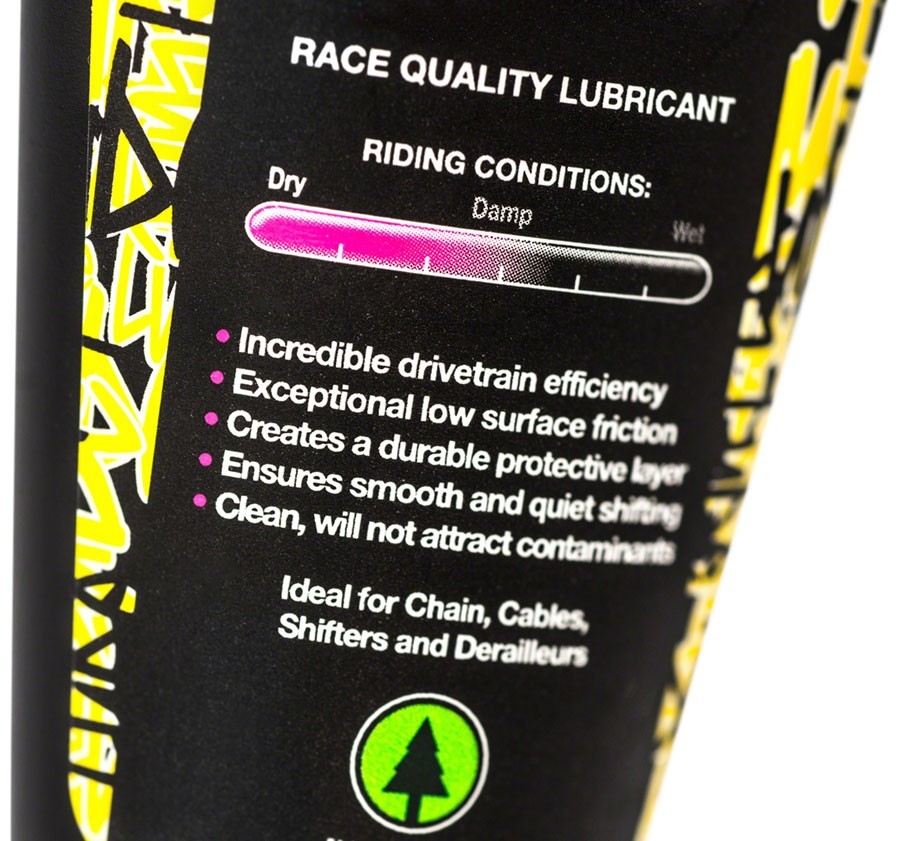 RACE QUALITY LUBRICANT
RIDING CONDITIONS:
Dry Damp Wet
• Incredible drivetrain efficiency
• Exceptional low surface friction
• Creates a durable protective layer
• Ensures smooth and quiet shifting
• Clean, will not attract contaminants
Ideal for Chain, Cables,
Shifters and Derailleurs